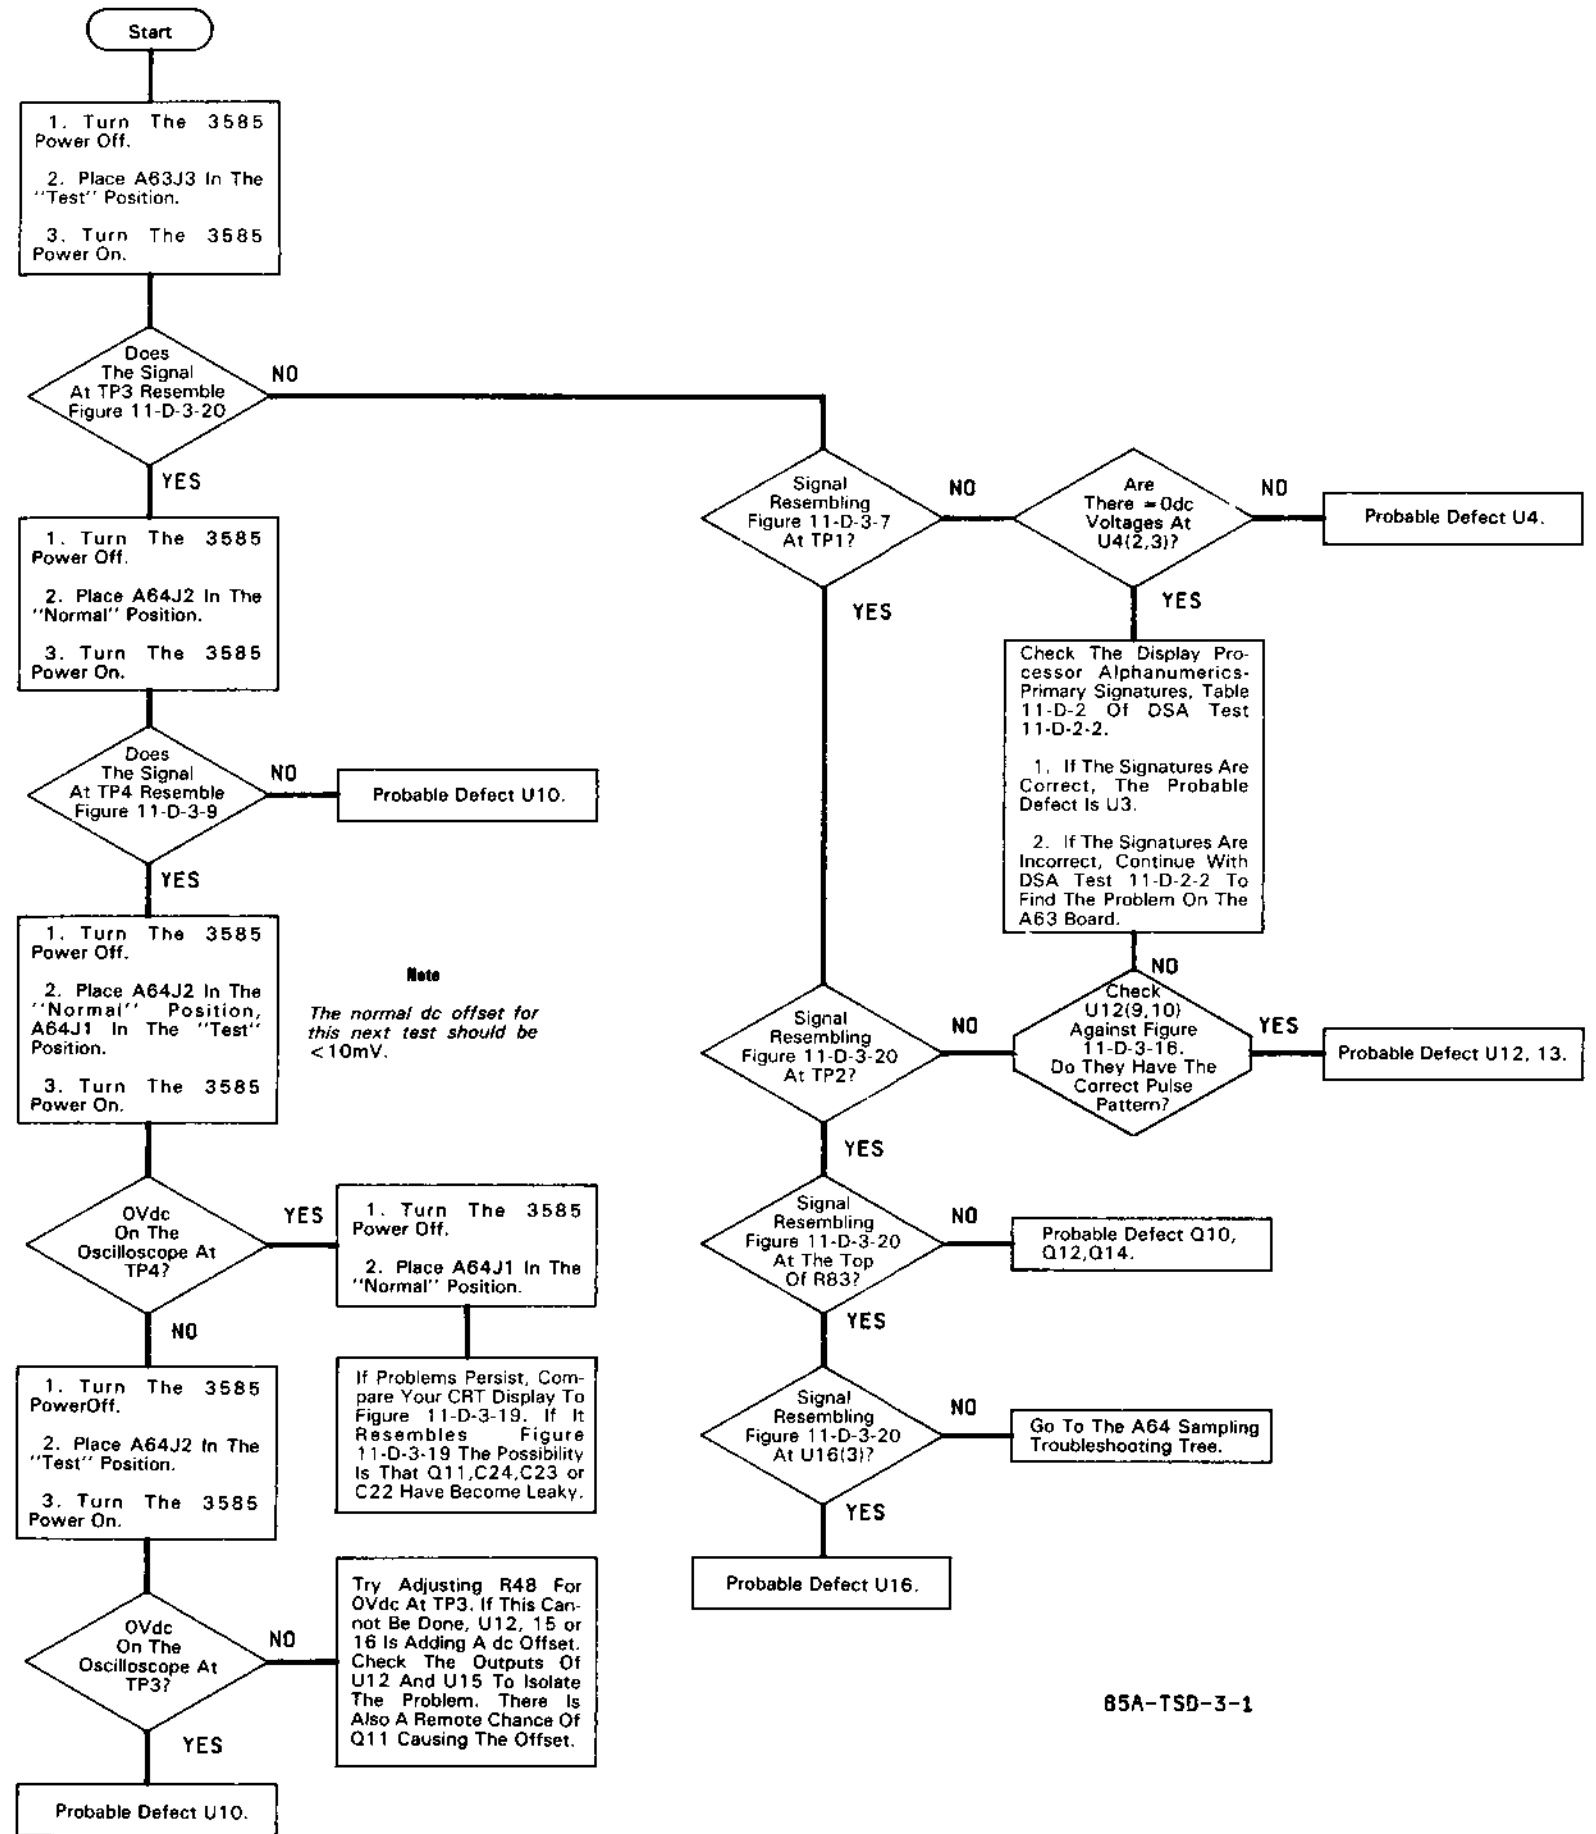 Start
1. Turn The 3585
Power Off.
2. Place A63J3 In The
"Test" Position.
3. Turn The 3585
Power On.
Does
The Signal
At TP3 Resemble
Figure 11-D-3-20
NO
YES
1. Turn The 3585
Power Off.
2. Place A64J2 In The
"Normal" Position.
3. Turn The 3585
Power On.
Does
The Signal
At TP4 Resemble
Figure 11-D-3-9
NO
Probable Defect U10.
YES
1. Turn The 3585
Power Off.
2. Place A64J2 In The
"Normal" Position,
A64J1 In The "Test"
Position.
3. Turn The 3585
Power On.
Note
The normal dc offset for
this next test should be
<10mV.
0Vdc
On The
Oscilloscope At
TP4?
YES
1. Turn The 3585
Power Off.
2. Place A64J1 In The
"Normal" Position.
If Problems Persist, Com-
pare Your CRT Display To
Figure 11-D-3-19. If It
Resembles Figure
11-D-3-19 The Possibility
Is That Q11,C24,C23 or
C22 Have Become Leaky.
NO
1. Turn The 3585
PowerOff.
2. Place A64J2 In The
"Test" Position.
3. Turn The 3585
Power On.
0Vdc
On The
Oscilloscope At
TP3?
NO
Try Adjusting R48 For
0Vdc At TP3. If This Can-
not Be Done, U12, 15 or
16 Is Adding A dc Offset.
Check The Outputs Of
U12 And U15 To Isolate
The Problem. There Is
Also A Remote Chance Of
Q11 Causing The Offset.
YES
Probable Defect U10.
Signal
Resembling
Figure 11-D-3-7
At TP1?
NO
Are
There =0dc
Voltages At
U4(2,3)?
NO
Probable Defect U4.
YES
YES
Check The Display Pro-
cessor Alphanumerics-
Primary Signatures, Table
11-D-2 Of DSA Test
11-D-2-2.
1. If The Signatures Are
Correct, The Probable
Defect Is U3.
2. If The Signatures Are
Incorrect, Continue With
DSA Test 11-D-2-2 To
Find The Problem On The
A63 Board.
NO
Signal
Resembling
Figure 11-D-3-20
At TP2?
NO
Check
U12(9,10)
Against Figure
11-D-3-16.
Do They Have The
Correct Pulse
Pattern?
YES
Probable Defect U12, 13.
YES
Signal
Resembling
Figure 11-D-3-20
At The Top
Of R83?
NO
Probable Defect Q10,
Q12,Q14.
YES
Signal
Resembling
Figure 11-D-3-20
At U16(3)?
NO
Go To The A64 Sampling
Troubleshooting Tree.
YES
Probable Defect U16.
85A-TSD-3-1